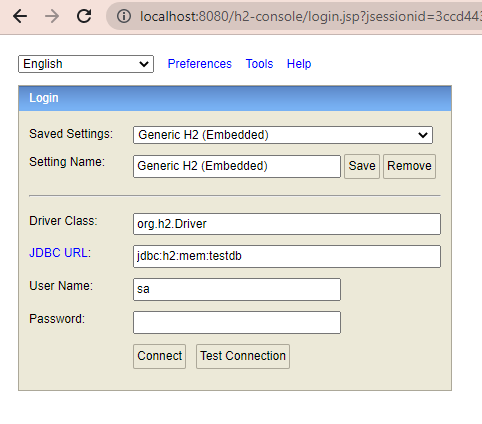 localhost:8080/h2-console/login.jsp?jsessionid=3ccd443
English Preferences Tools Help
Login
Saved Settings: Generic H2 (Embedded)
Setting Name: Generic H2 (Embedded) Save Remove
Driver Class: org.h2.Driver
JDBC URL: jdbc:h2:mem:testdb
User Name: sa
Password:
Connect Test Connection